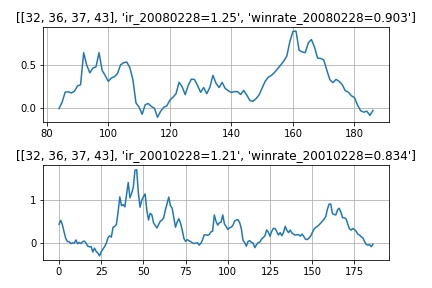 [[32, 36, 37, 43], 'ir_20080228=1.25', 'winrate_20080228=0.903']
0.5
0.0
80 100 120 140 160 180
[[32, 36, 37, 43], 'ir_20010228=1.21', 'winrate_20010228=0.834']
1
0
0 25 50 75 100 125 150 175